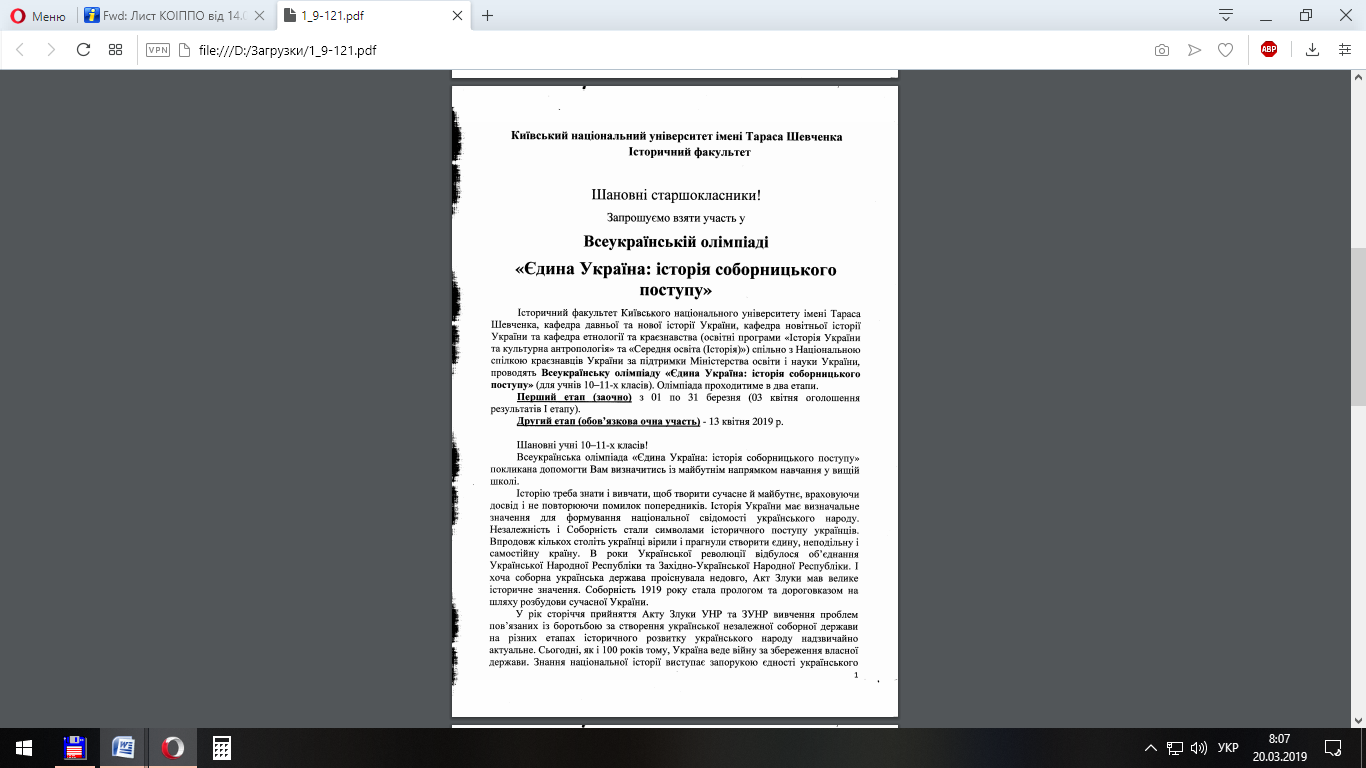 Меню
Fwd: Лист КОІППО від 14.0
1_9-121.pdf
VPN
file:///D:/Загрузки/1_9-121.pdf
ABP
Київський національний університет імені Тараса Шевченка
Історичний факультет
Шановні старшокласники!
Запрошуємо взяти участь у
Всеукраїнській олімпіаді
«Єдина Україна: історія соборницького
поступу»
Історичний факультет Київського національного університету імені Тараса
Шевченка, кафедра давньої та нової історії України, кафедра новітньої історії
України та кафедра етнології та краєзнавства (освітні програми «Історія України
та культурна антропологія» та «Середня освіта (Історія)») спільно з Національною
спілкою краєзнавців України за підтримки Міністерства освіти і науки України,
проводять Всеукраїнську олімпіаду «Єдина Україна: історія соборницького
поступу» (для учнів 10–11-х класів). Олімпіада проходитиме в два етапи.
Перший етап (заочно) з 01 по 31 березня (03 квітня оголошення
результатів І етапу).
Другий етап (обов’язкова очна участь) - 13 квітня 2019 р.
Шановні учні 10–11-х класів!
Всеукраїнська олімпіада «Єдина Україна: історія соборницького поступу»
покликана допомогти Вам визначитись із майбутнім напрямком навчання у вищій
школі.
Історію треба знати і вивчати, щоб творити сучасне й майбутнє, враховуючи
досвід і не повторюючи помилок попередників. Історія України має визначальне
значення для формування національної свідомості українського народу.
Незалежність і Соборність стали символами історичного поступу українців.
Впродовж кількох століть українці вірили і прагнули створити єдину, неподільну і
самостійну країну. В роки Української революції відбулося об’єднання
Української Народної Республіки та Західно-Української Народної Республіки. І
хоча соборна українська держава проіснувала недовго, Акт Злуки мав велике
історичне значення. Соборність 1919 року стала прологом та дороговказом на
шляху розбудови сучасної України.
У рік сторіччя прийняття Акту Злуки УНР та ЗУНР вивчення проблем
пов’язаних із боротьбою за створення української незалежної соборної держави
на різних етапах історичного розвитку українського народу надзвичайно
актуальне. Сьогодні, як і 100 років тому, Україна веде війну за збереження власної
держави. Знання національної історії виступає запорукою єдності українського
1
УКР
8:07
20.03.2019